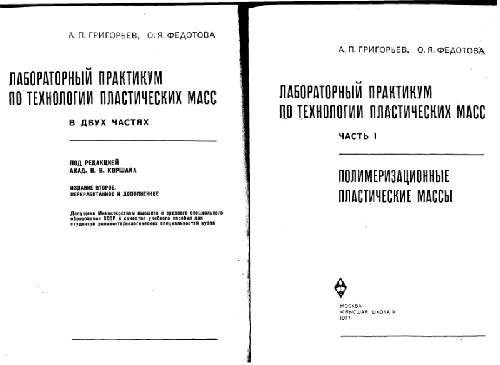 А. П. ГРИГОРЬЕВ, О. Я. ФЕДОТОВА
ЛАБОРАТОРНЫЙ ПРАКТИКУМ
ПО ТЕХНОЛОГИИ ПЛАСТИЧЕСКИХ МАСС
В ДВУХ ЧАСТЯХ
ПОД РЕДАКЦИЕЙ
АКАД. В. В. КОРШАКА
ИЗДАНИЕ ВТОРОЕ,
ПЕРЕРАБОТАННОЕ И ДОПОЛНЕННОЕ
Допущено Министерством высшего и среднего специального
образования СССР в качестве учебного пособия для
студентов химико-технологических специальностей вузов
А. П. ГРИГОРЬЕВ, О. Я. ФЕДОТОВА
ЛАБОРАТОРНЫЙ ПРАКТИКУМ
ПО ТЕХНОЛОГИИ ПЛАСТИЧЕСКИХ МАСС
ЧАСТЬ I
ПОЛИМЕРИЗАЦИОННЫЕ
ПЛАСТИЧЕСКИЕ МАССЫ
МОСКВА
«ВЫСШАЯ ШКОЛА»
1977